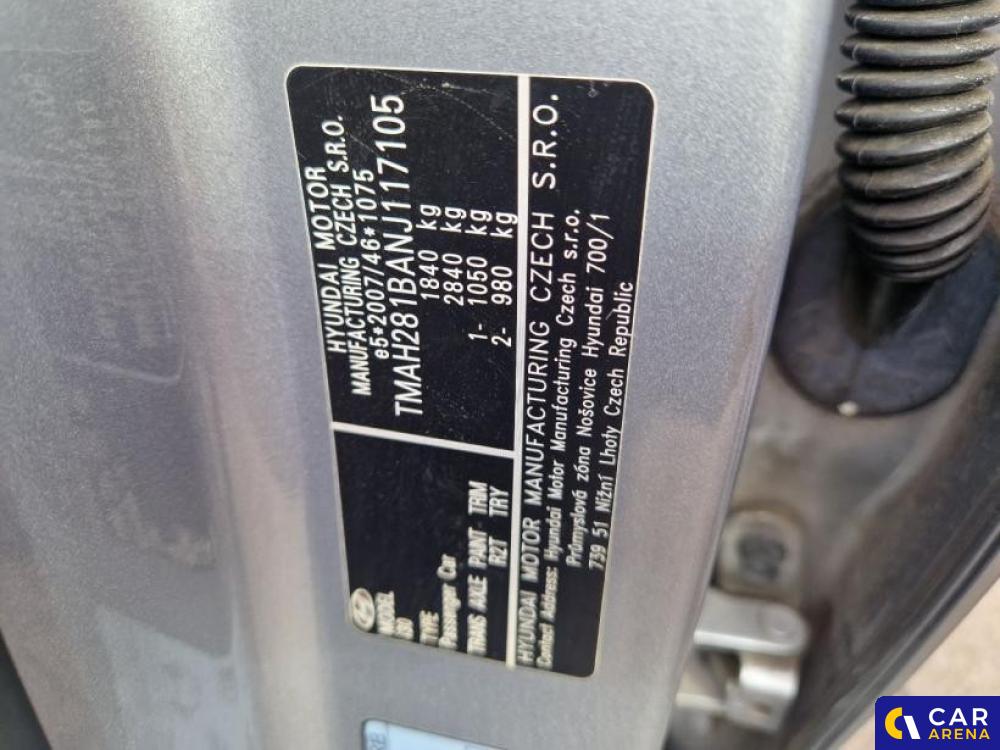 HYUNDAI MOTOR
MANUFACTURING CZECH S.R.O.
e5*2007/46*1075
TMAH281BANJ117105
1840 kg
2840 kg
1- 1050 kg
2- 980 kg
MODEL
I30
TYPE
Passenger Car
TRANS AXLE PAINT TRIM
R2T TRY
HYUNDAI MOTOR MANUFACTURING CZECH S.R.O.
Contact Address: Hyundai Motor Manufacturing Czech s.r.o.
Průmyslová zóna Nošovice Hyundai 700/1
739 51 Nižní Lhoty Czech Republic
CAR
ARENA